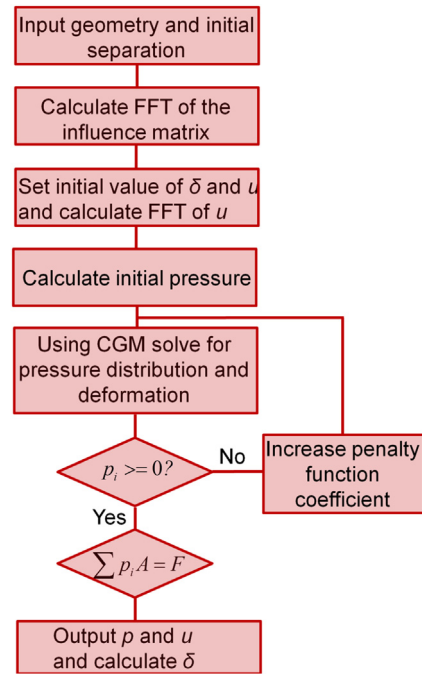 Input geometry and initial
separation
Calculate FFT of the
influence matrix
Set initial value of δ and u
and calculate FFT of u
Calculate initial pressure
Using CGM solve for
pressure distribution and
deformation
p_i >= 0?
No
Increase penalty
function
coefficient
Yes
∑ p_i A = F
Output p and u
and calculate δ